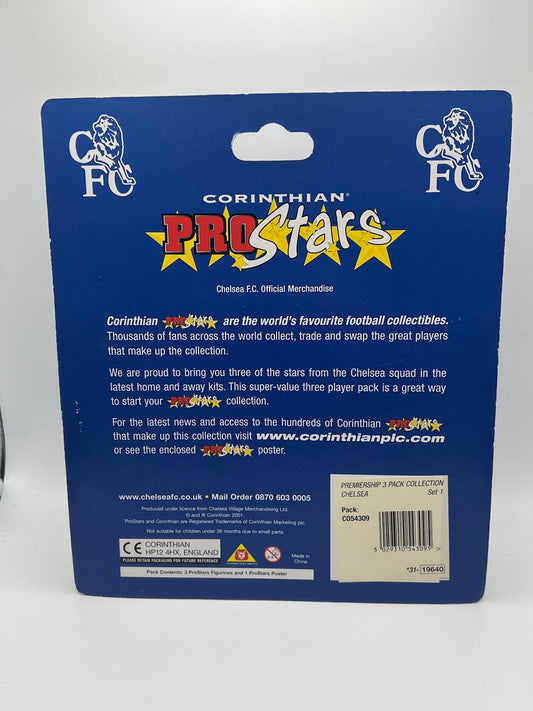 CFC
CFC
CORINTHIAN®
PROStars®
Chelsea F.C. Official Merchandise
Corinthian PROStars are the world's favourite football collectibles.
Thousands of fans across the world collect, trade and swap the great players
that make up the collection.
We are proud to bring you three of the stars from the Chelsea squad in the
latest home and away kits. This super-value three player pack is a great way
to start your PROStars collection.
For the latest news and access to the hundreds of Corinthian PROStars
that make up this collection visit www.corinthianplc.com
or see the enclosed PROStars poster.
www.chelseafc.co.uk • Mail Order 0870 603 0005
Produced under licence from Chelsea Village Merchandising Ltd.
© and ® Corinthian 2001.
ProStars and Corinthian are Registered Trademarks of Corinthian Marketing plc.
Not suitable for children under 36 months due to small parts.
CE CORINTHIAN
HP12 4HX, ENGLAND
PLEASE RETAIN PACKAGING FOR FUTURE REFERENCE
Made in
China
Pack Contents: 3 ProStars Figurines and 1 ProStars Poster
PREMIERSHIP 3 PACK COLLECTION
CHELSEA Set 1
Pack:
C054309
5 029310 543095 >
*31- 19640